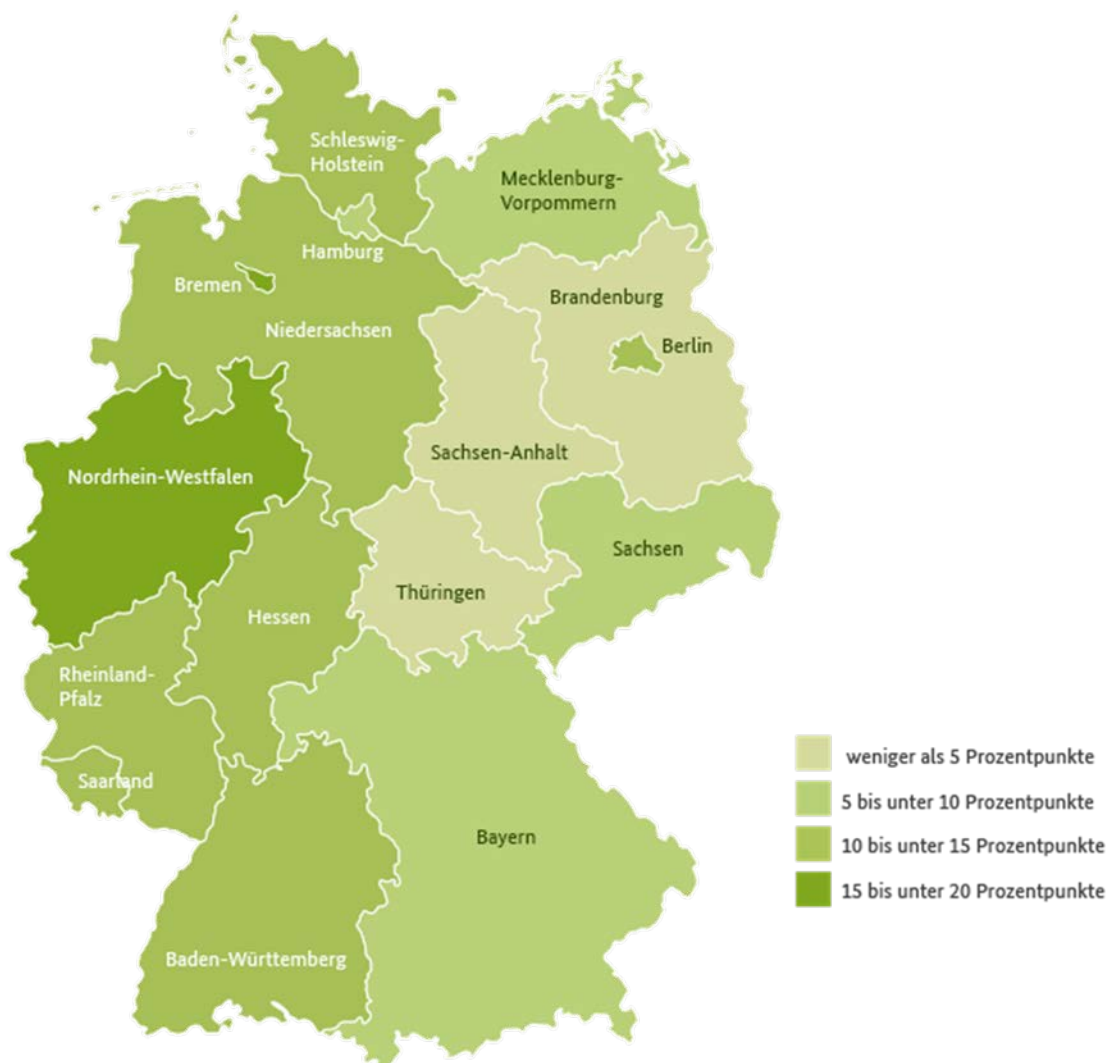 Schleswig-
Holstein
Mecklenburg-
Vorpommern
Hamburg
Bremen
Brandenburg
Niedersachsen
Berlin
Sachsen-Anhalt
Nordrhein-Westfalen
Sachsen
Thüringen
Hessen
Rheinland-
Pfalz
Saarland
Bayern
Baden-Württemberg
weniger als 5 Prozentpunkte
5 bis unter 10 Prozentpunkte
10 bis unter 15 Prozentpunkte
15 bis unter 20 Prozentpunkte